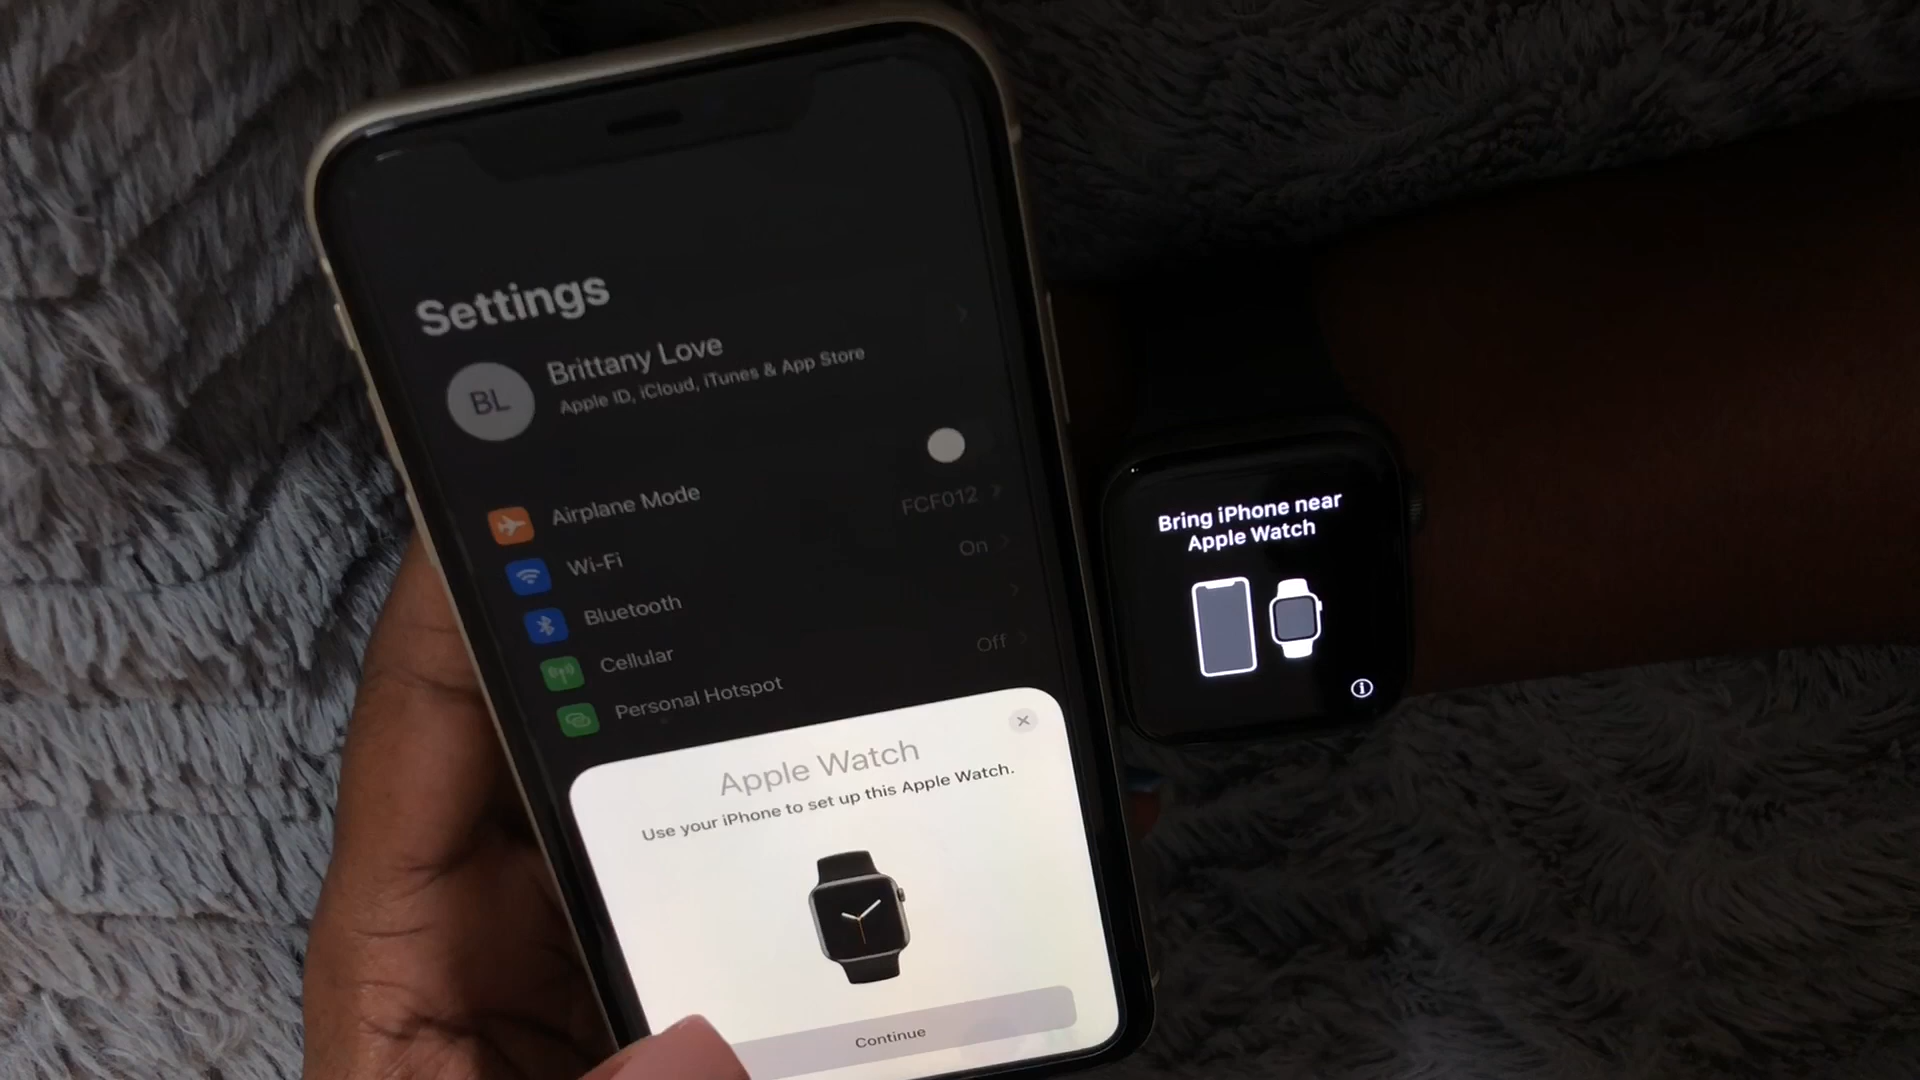 Settings
BL
Brittany Love
Apple ID, iCloud, iTunes & App Store
Airplane Mode
Wi-Fi
FCF012
Bluetooth
On
Cellular
Personal Hotspot
Off
Apple Watch
Use your iPhone to set up this Apple Watch.
Continue
Bring iPhone near
Apple Watch